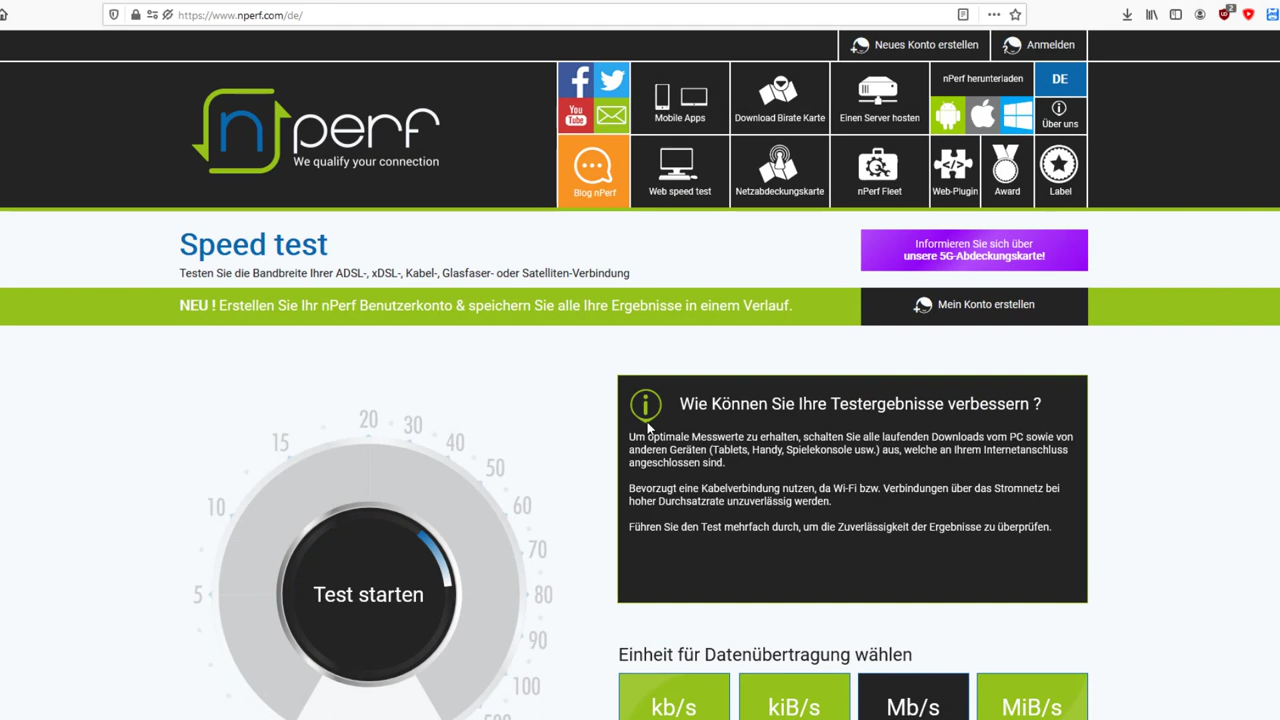 https://www.nperf.com/de/
2
Neues Konto erstellen
Anmelden
nperf
We qualify your connection
You Tube
Mobile Apps
Download Birate Karte
Einen Server hosten
nPerf herunterladen
DE
Über uns
Blog nPerf
Web speed test
Netzabdeckungskarte
nPerf Fleet
Web-Plugin
Award
Label
Speed test
Testen Sie die Bandbreite Ihrer ADSL-, xDSL-, Kabel-, Glasfaser- oder Satelliten-Verbindung
Informieren Sie sich über
unsere 5G-Abdeckungskarte!
NEU ! Erstellen Sie Ihr nPerf Benutzerkonto & speichern Sie alle Ihre Ergebnisse in einem Verlauf.
Mein Konto erstellen
5
10
15
20
30
40
50
60
70
80
90
100
500
Test starten
Wie Können Sie Ihre Testergebnisse verbessern ?
Um optimale Messwerte zu erhalten, schalten Sie alle laufenden Downloads vom PC sowie von
anderen Geräten (Tablets, Handy, Spielekonsole usw.) aus, welche an Ihrem Internetanschluss
angeschlossen sind.
Bevorzugt eine Kabelverbindung nutzen, da Wi-Fi bzw. Verbindungen über das Stromnetz bei
hoher Durchsatzrate unzuverlässig werden.
Führen Sie den Test mehrfach durch, um die Zuverlässigkeit der Ergebnisse zu überprüfen.
Einheit für Datenübertragung wählen
kb/s
kiB/s
Mb/s
MiB/s